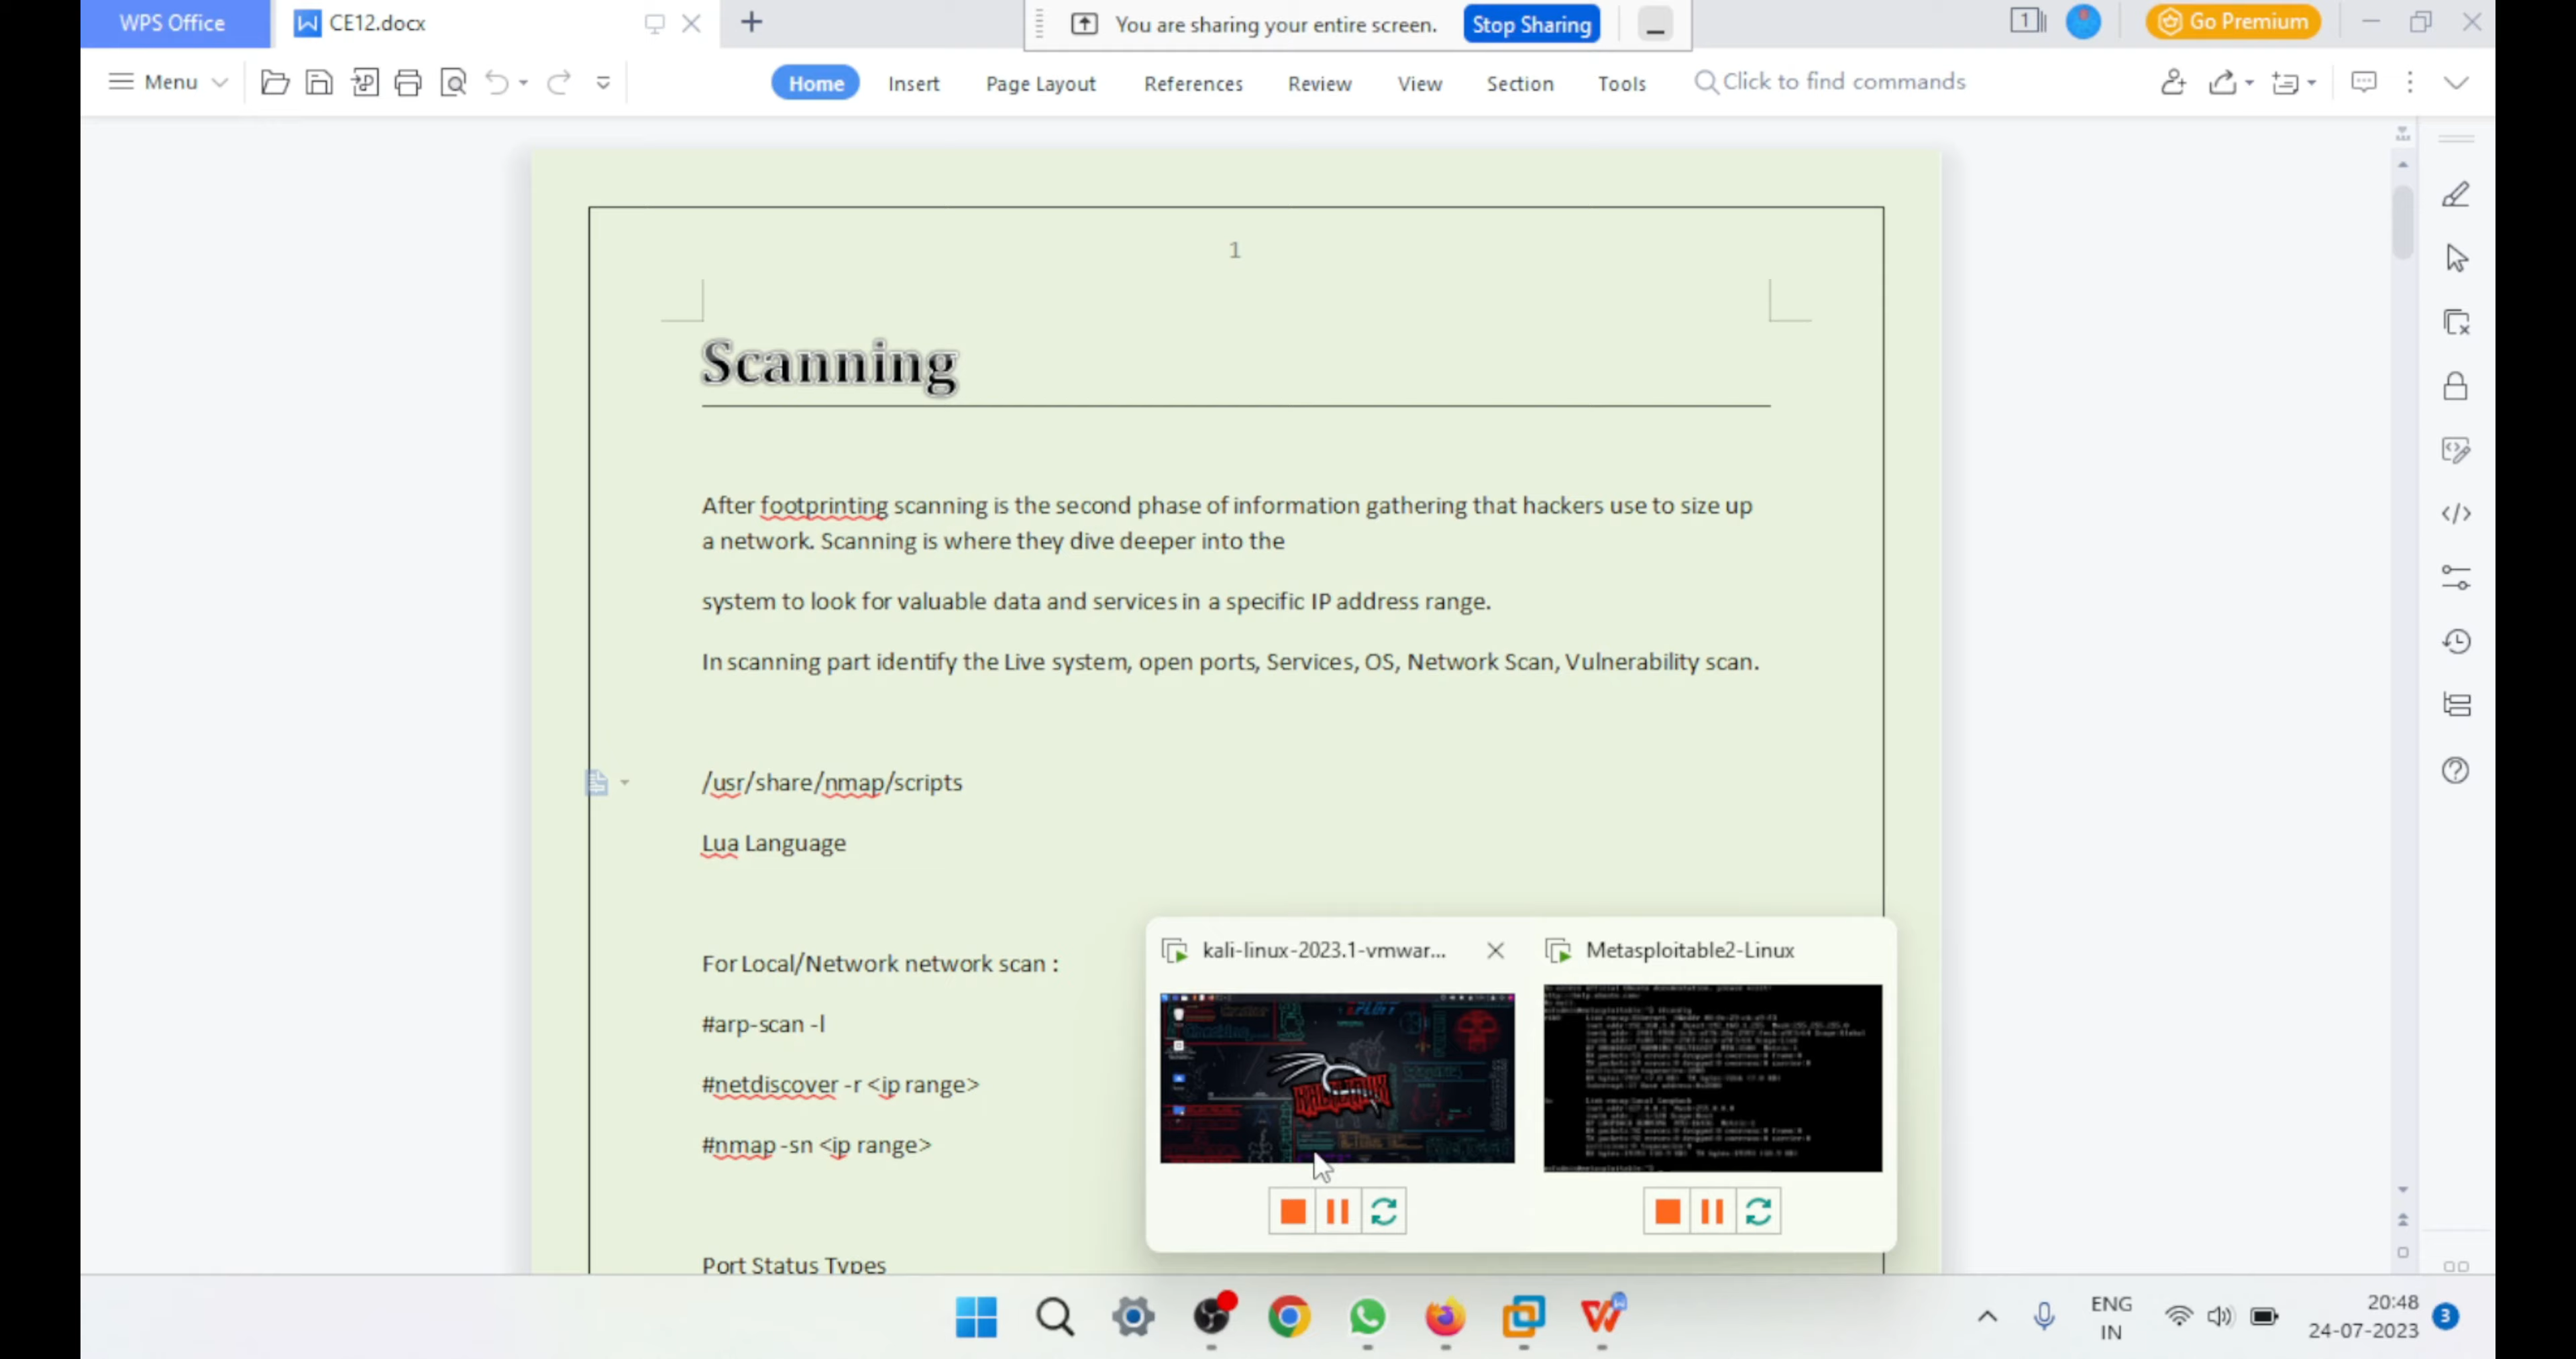 WPS Office
CE12.docx
You are sharing your entire screen.
Stop Sharing
1
Go Premium
Menu
Home
Insert
Page Layout
References
Review
View
Section
Tools
Click to find commands
1
Scanning
After footprinting scanning is the second phase of information gathering that hackers use to size up
a network. Scanning is where they dive deeper into the
system to look for valuable data and services in a specific IP address range.
In scanning part identify the Live system, open ports, Services, OS, Network Scan, Vulnerability scan.
/usr/share/nmap/scripts
Lua Language
For Local/Network network scan :
#arp-scan -l
#netdiscover -r <ip range>
#nmap -sn <ip range>
Port Status Types
kali-linux-2023.1-vmwar...
Metasploitable2-Linux
KALI LINUX
ENG
IN
20:48
24-07-2023
3